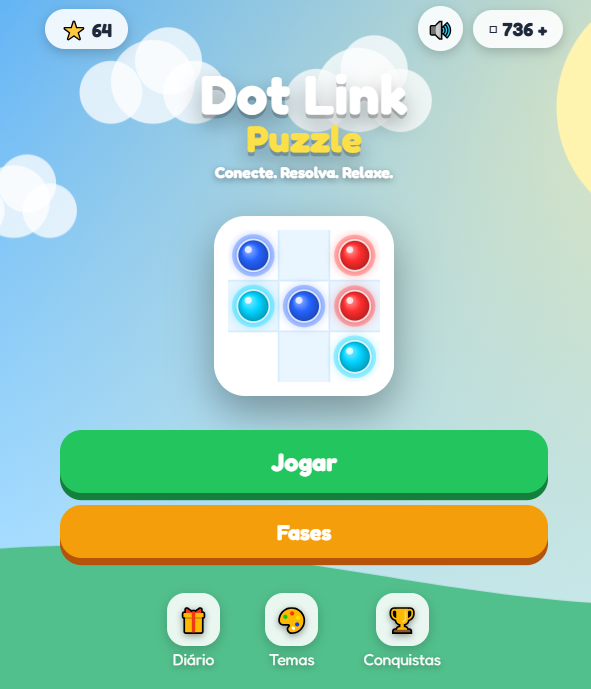 64
736 +
Dot Link
Puzzle
Conecte. Resolva. Relaxe.
Jogar
Fases
Diário
Temas
Conquistas